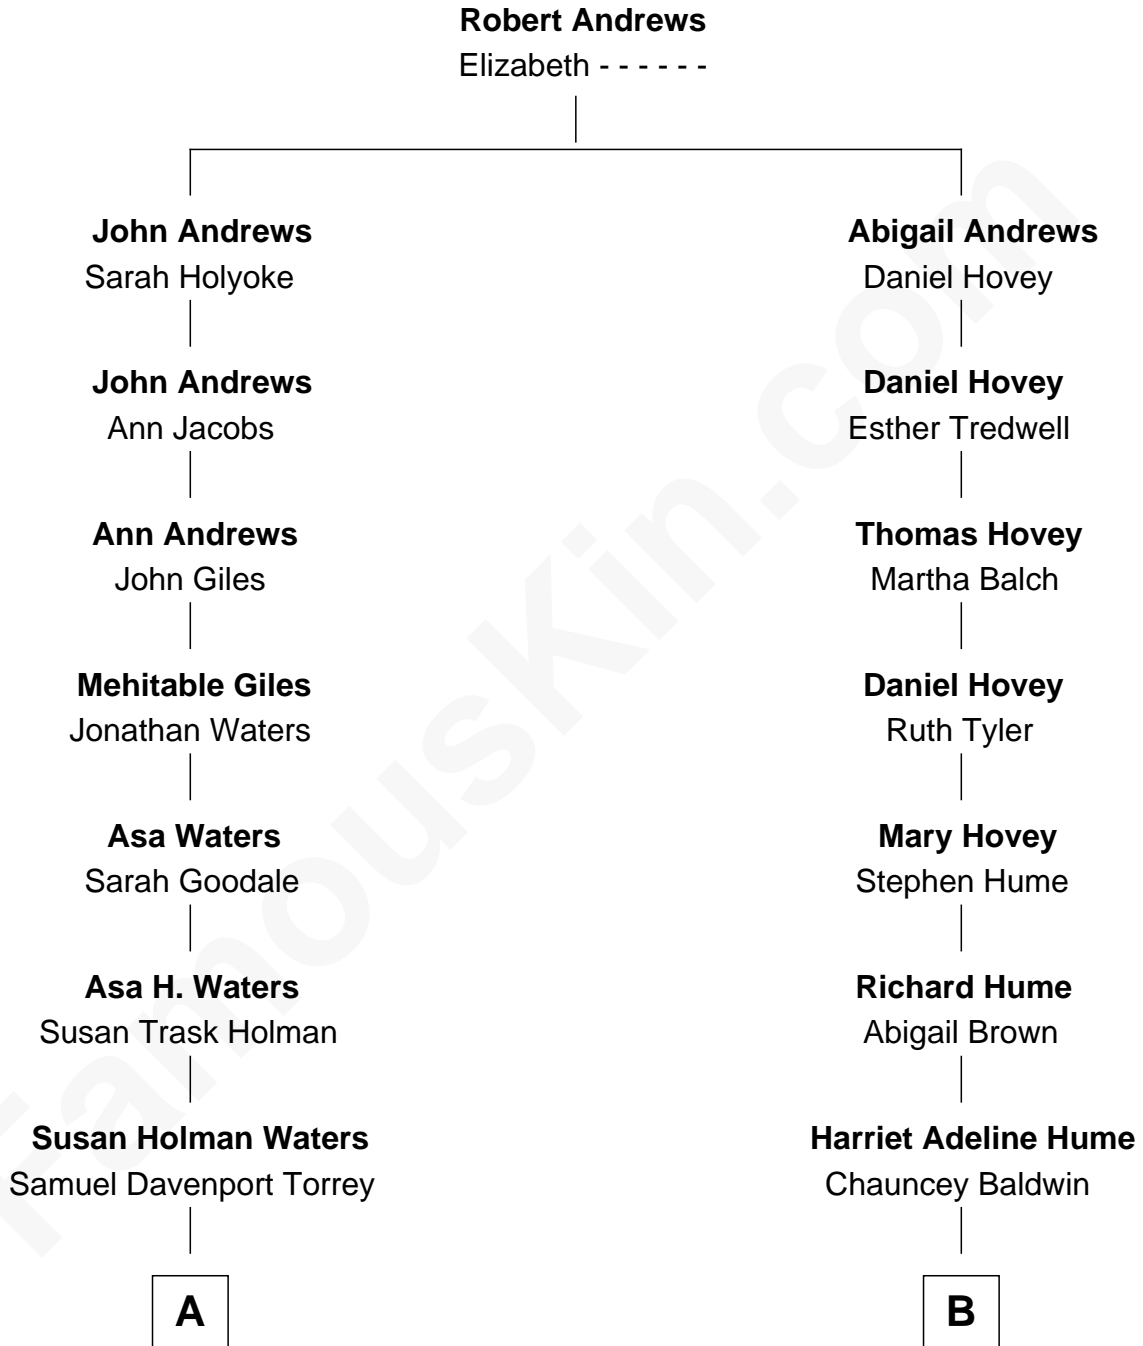 Robert Andrews
Elizabeth - - - - - -
John Andrews
Sarah Holyoke
Abigail Andrews
Daniel Hovey
John Andrews
Ann Jacobs
Daniel Hovey
Esther Tredwell
Ann Andrews
John Giles
Thomas Hovey
Martha Balch
Mehitable Giles
Jonathan Waters
Daniel Hovey
Ruth Tyler
Asa Waters
Sarah Goodale
Mary Hovey
Stephen Hume
Asa H. Waters
Susan Trask Holman
Richard Hume
Abigail Brown
Susan Holman Waters
Samuel Davenport Torrey
Harriet Adeline Hume
Chauncey Baldwin
A
B
FamousKin.com